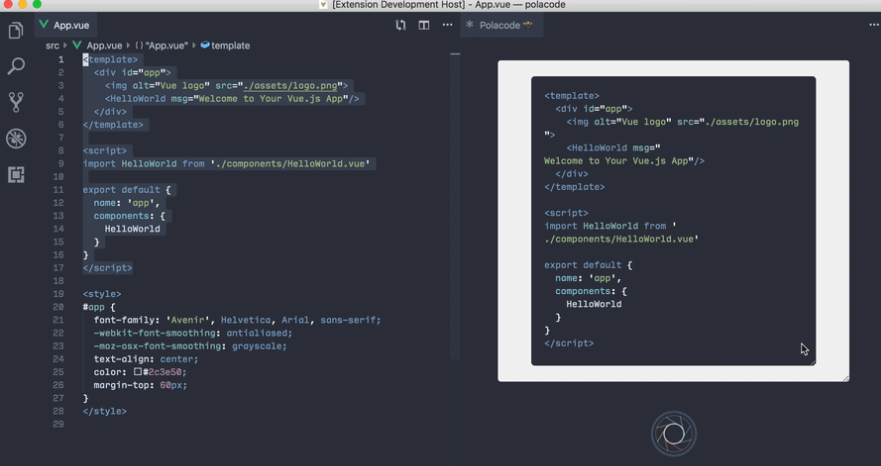 [Extension Development Host] - App.vue — polacode
App.vue
Polacode
src › App.vue › {} "App.vue" › template
1 <template>
2 <div id="app">
3 <img alt="Vue logo" src="./assets/logo.png">
4 <HelloWorld msg="Welcome to Your Vue.js App"/>
5 </div>
6 </template>
7
8 <script>
9 import HelloWorld from './components/HelloWorld.vue'
10
11 export default {
12 name: 'app',
13 components: {
14 HelloWorld
15 }
16 }
17 </script>
18
19 <style>
20 #app {
21 font-family: 'Avenir', Helvetica, Arial, sans-serif;
22 -webkit-font-smoothing: antialiased;
23 -moz-osx-font-smoothing: grayscale;
24 text-align: center;
25 color: #2c3e50;
26 margin-top: 60px;
27 }
28 </style>
29
<template>
<div id="app">
<img alt="Vue logo" src="./assets/logo.png
">
<HelloWorld msg="
Welcome to Your Vue.js App"/>
</div>
</template>
<script>
import HelloWorld from '
./components/HelloWorld.vue'
export default {
name: 'app',
components: {
HelloWorld
}
}
</script>